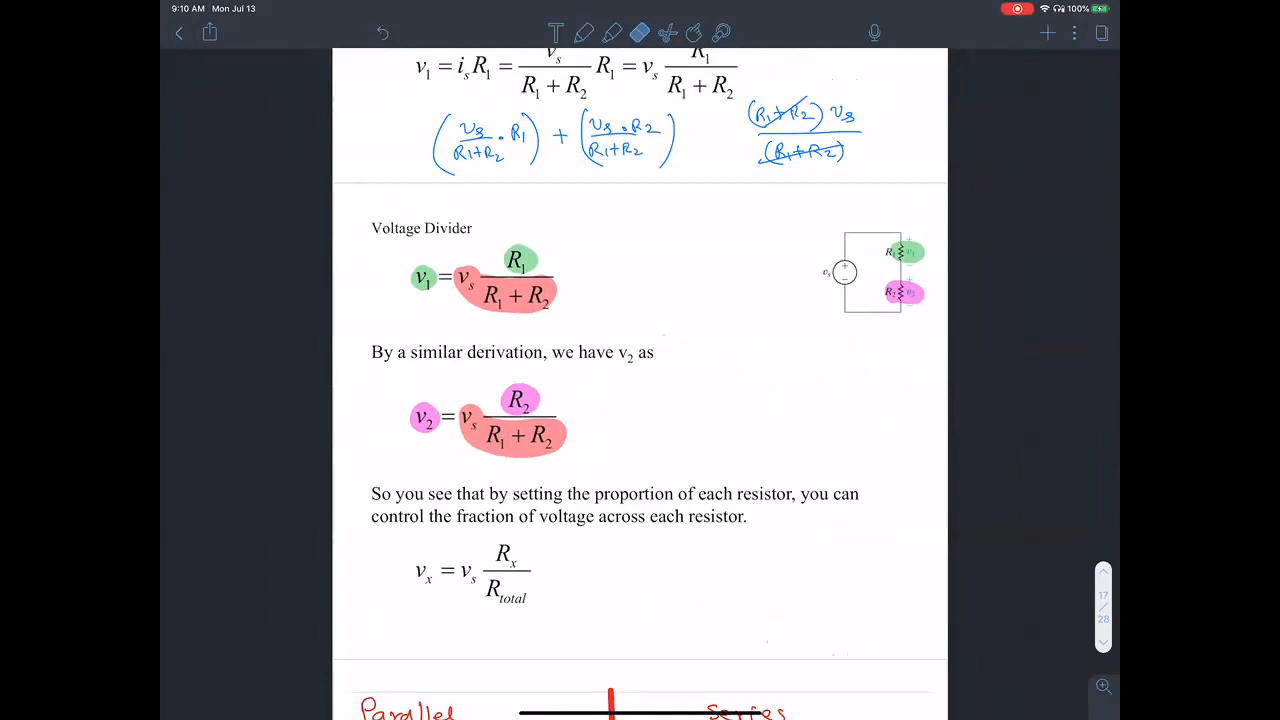 9:10 AM Mon Jul 13
100%
v₁ = iₛR₁ = vₛ/(R₁ + R₂) R₁ = vₛ R₁/(R₁ + R₂)
(vₛ/(R₁+R₂) • R₁) + (vₛ • R₂/(R₁+R₂)) (R₁+R₂) vₛ/(R₁+R₂)
Voltage Divider
v₁ = vₛ R₁/(R₁ + R₂)
R₁ v₁
vₛ
R₂ v₂
By a similar derivation, we have v₂ as
v₂ = vₛ R₂/(R₁ + R₂)
So you see that by setting the proportion of each resistor, you can
control the fraction of voltage across each resistor.
vₓ = vₛ Rₓ/R_total
17
/
28
Parallel series